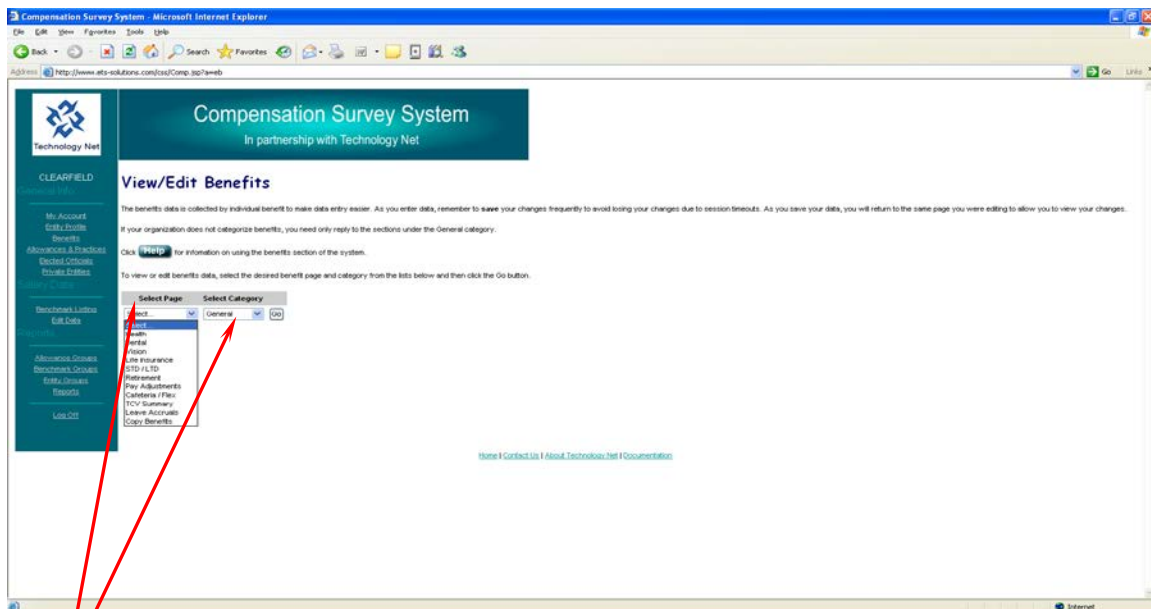 Compensation Survey System - Microsoft Internet Explorer
File Edit View Favorites Tools Help
Back Search Favorites
Address http://www.ets-solutions.com/css/Comp.jsp?a=eb Go Links
Technology Net
Compensation Survey System
In partnership with Technology Net
CLEARFIELD
General Info
My Account
Entity Profile
Benefits
Allowances & Practices
Elected Officials
Private Entities
Survey Data
Benchmark Listing
Edit Data
Reports
Allowance Groups
Benchmark Groups
Entity Groups
Reports
Log Off
View/Edit Benefits
The benefits data is collected by individual benefit to make data entry easier. As you enter data, remember to save your changes frequently to avoid losing your changes due to session timeouts. As you save your data, you will return to the same page you were editing to allow you to view your changes.
If your organization does not categorize benefits, you need only reply to the sections under the General category.
Click Help for infomation on using the benefits section of the system.
To view or edit benefits data, select the desired benefit page and category from the lists below and then click the Go button.
Select Page Select Category
Select... General Go
Select...
Health
Dental
Vision
Life Insurance
STD / LTD
Retirement
Pay Adjustments
Cafeteria / Flex
TCV Summary
Leave Accruals
Copy Benefits
Home | Contact Us | About Technology Net | Documentation
Internet